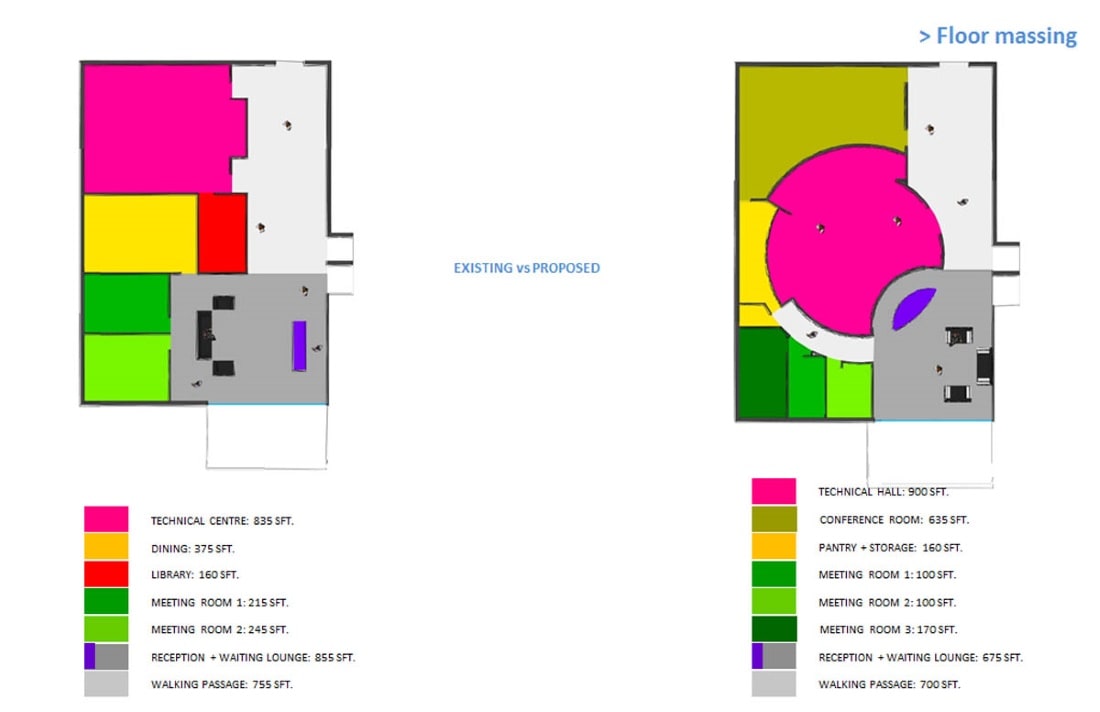 > Floor massing
EXISTING vs PROPOSED
TECHNICAL CENTRE: 835 SFT.
DINING: 375 SFT.
LIBRARY: 160 SFT.
MEETING ROOM 1: 215 SFT.
MEETING ROOM 2: 245 SFT.
RECEPTION + WAITING LOUNGE: 855 SFT.
WALKING PASSAGE: 755 SFT.
TECHNICAL HALL: 900 SFT.
CONFERENCE ROOM: 635 SFT.
PANTRY + STORAGE: 160 SFT.
MEETING ROOM 1: 100 SFT.
MEETING ROOM 2: 100 SFT.
MEETING ROOM 3: 170 SFT.
RECEPTION + WAITING LOUNGE: 675 SFT.
WALKING PASSAGE: 700 SFT.